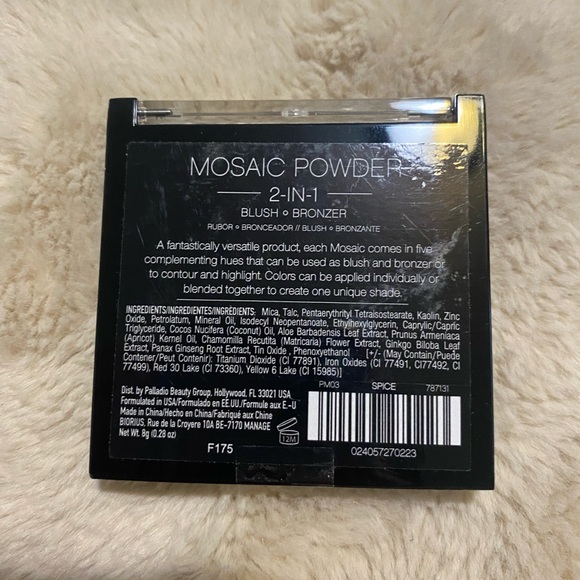 MOSAIC POWDER
2-IN-1
BLUSH ○ BRONZER
RUBOR ○ BRONCEADOR // BLUSH ○ BRONZANTE
A fantastically versatile product, each Mosaic comes in five
complementing hues that can be used as blush and bronzer or
to contour and highlight. Colors can be applied individually or
blended together to create one unique shade.
INGREDIENTS/INGREDIENTES/INGRÉDIENTS: Mica, Talc, Pentaerythrityl Tetraisostearate, Kaolin, Zinc
Oxide, Petrolatum, Mineral Oil, Isodecyl Neopentanoate, Ethylhexylglycerin, Caprylic/Capric
Triglyceride, Cocos Nucifera (Coconut) Oil, Aloe Barbadensis Leaf Extract, Prunus Armeniaca
(Apricot) Kernel Oil, Chamomilla Recutita (Matricaria) Flower Extract, Ginkgo Biloba Leaf
Extract, Panax Ginseng Root Extract, Tin Oxide , Phenoxyethanol [+/- (May Contain/Puede
Contener/Peut Contenir): Titanium Dioxide (CI 77891), Iron Oxides (CI 77491, CI77492, CI
77499), Red 30 Lake (CI 73360), Yellow 6 Lake (CI 15985)]
Dist. by Palladio Beauty Group, Hollywood. FL 33021 USA
Formulated in USA/Formulado en EE.UU./Formule aux E.-U
Made in China/Hecho en China/Fabriqué aux Chine
BIORIUS, Rue de la Croyere 10A BE-7170 MANAGE
Net Wt. 8g (0.28 oz)
12M
F175
PM03 SPICE 787131
024057270223